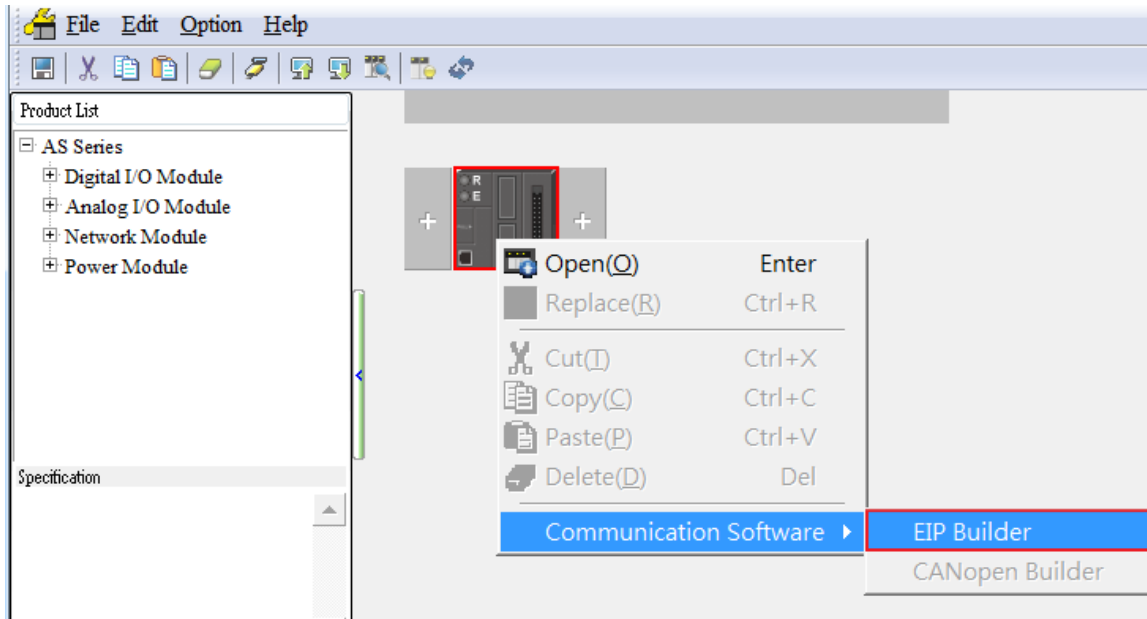 File Edit Option Help
Product List
AS Series
Digital I/O Module
Analog I/O Module
Network Module
Power Module
Specification
R
E
Open(O) Enter
Replace(R) Ctrl+R
Cut(T) Ctrl+X
Copy(C) Ctrl+C
Paste(P) Ctrl+V
Delete(D) Del
Communication Software
EIP Builder
CANopen Builder